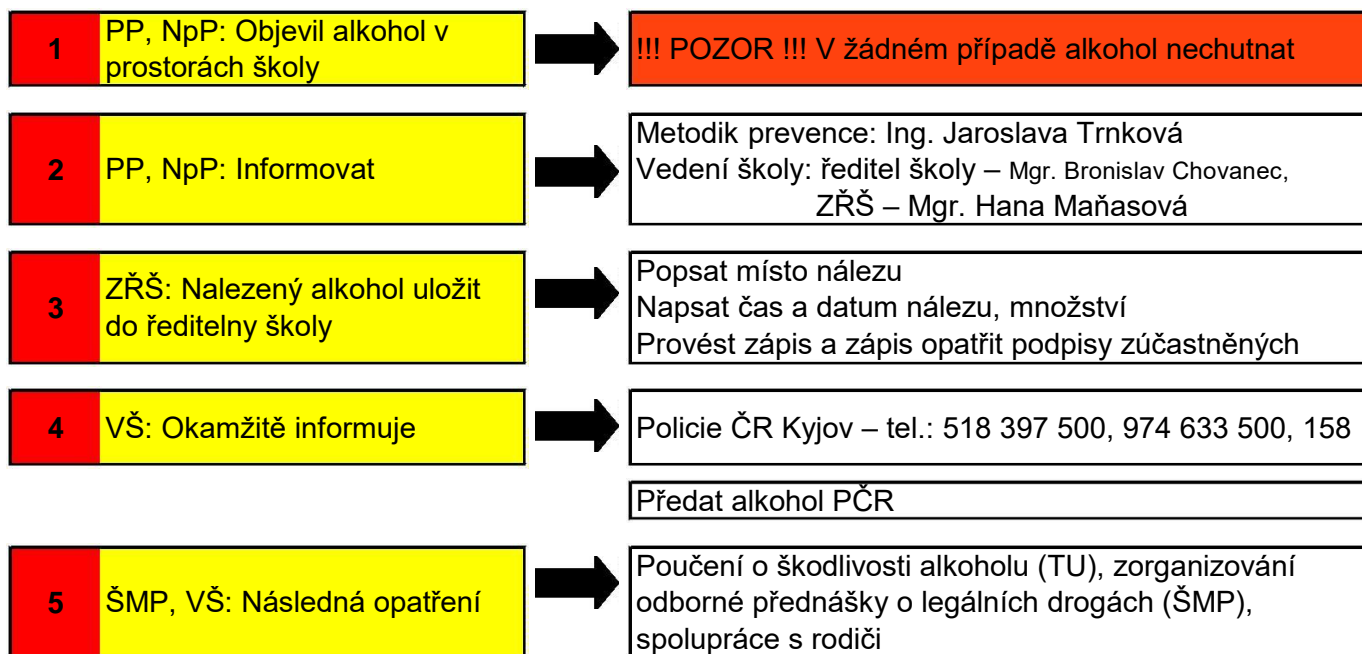 1
PP, NpP: Objevil alkohol v
prostorách školy
!!! POZOR !!! V žádném případě alkohol nechutnat
2
PP, NpP: Informovat
Metodik prevence: Ing. Jaroslava Trnková
Vedení školy: ředitel školy – Mgr. Bronislav Chovanec,
ZŘŠ – Mgr. Hana Maňasová
3
ZŘŠ: Nalezený alkohol uložit
do ředitelny školy
Popsat místo nálezu
Napsat čas a datum nálezu, množství
Provést zápis a zápis opatřit podpisy zúčastněných
4
VŠ: Okamžitě informuje
Policie ČR Kyjov – tel.: 518 397 500, 974 633 500, 158
Předat alkohol PČR
5
ŠMP, VŠ: Následná opatření
Poučení o škodlivosti alkoholu (TU), zorganizování
odborné přednášky o legálních drogách (ŠMP),
spolupráce s rodiči